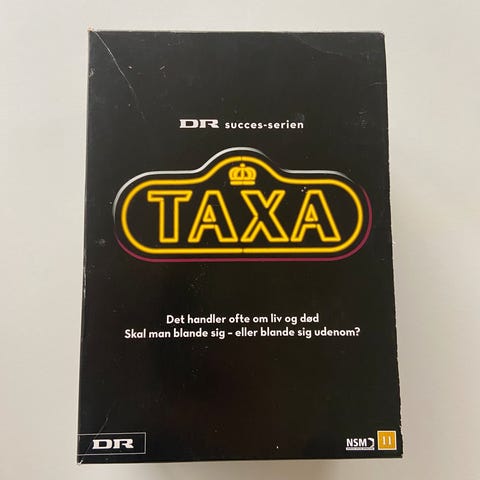 DR succes-serien
TAXA
Det handler ofte om liv og død
Skal man blande sig – eller blande sig udenom?
DR
NSM 11